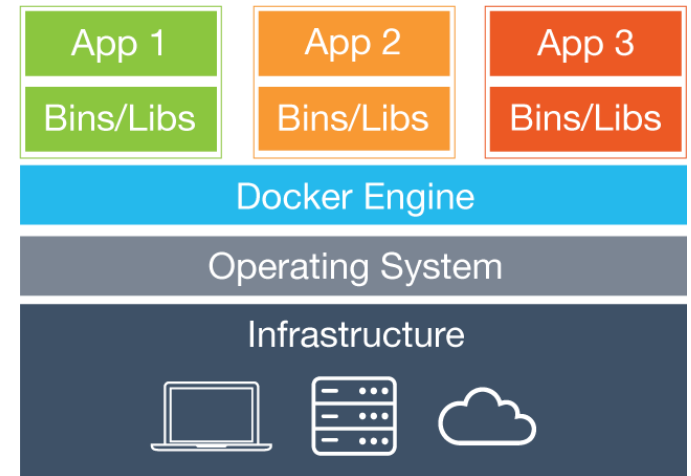 App 1
App 2
App 3
Bins/Libs
Bins/Libs
Bins/Libs
Docker Engine
Operating System
Infrastructure